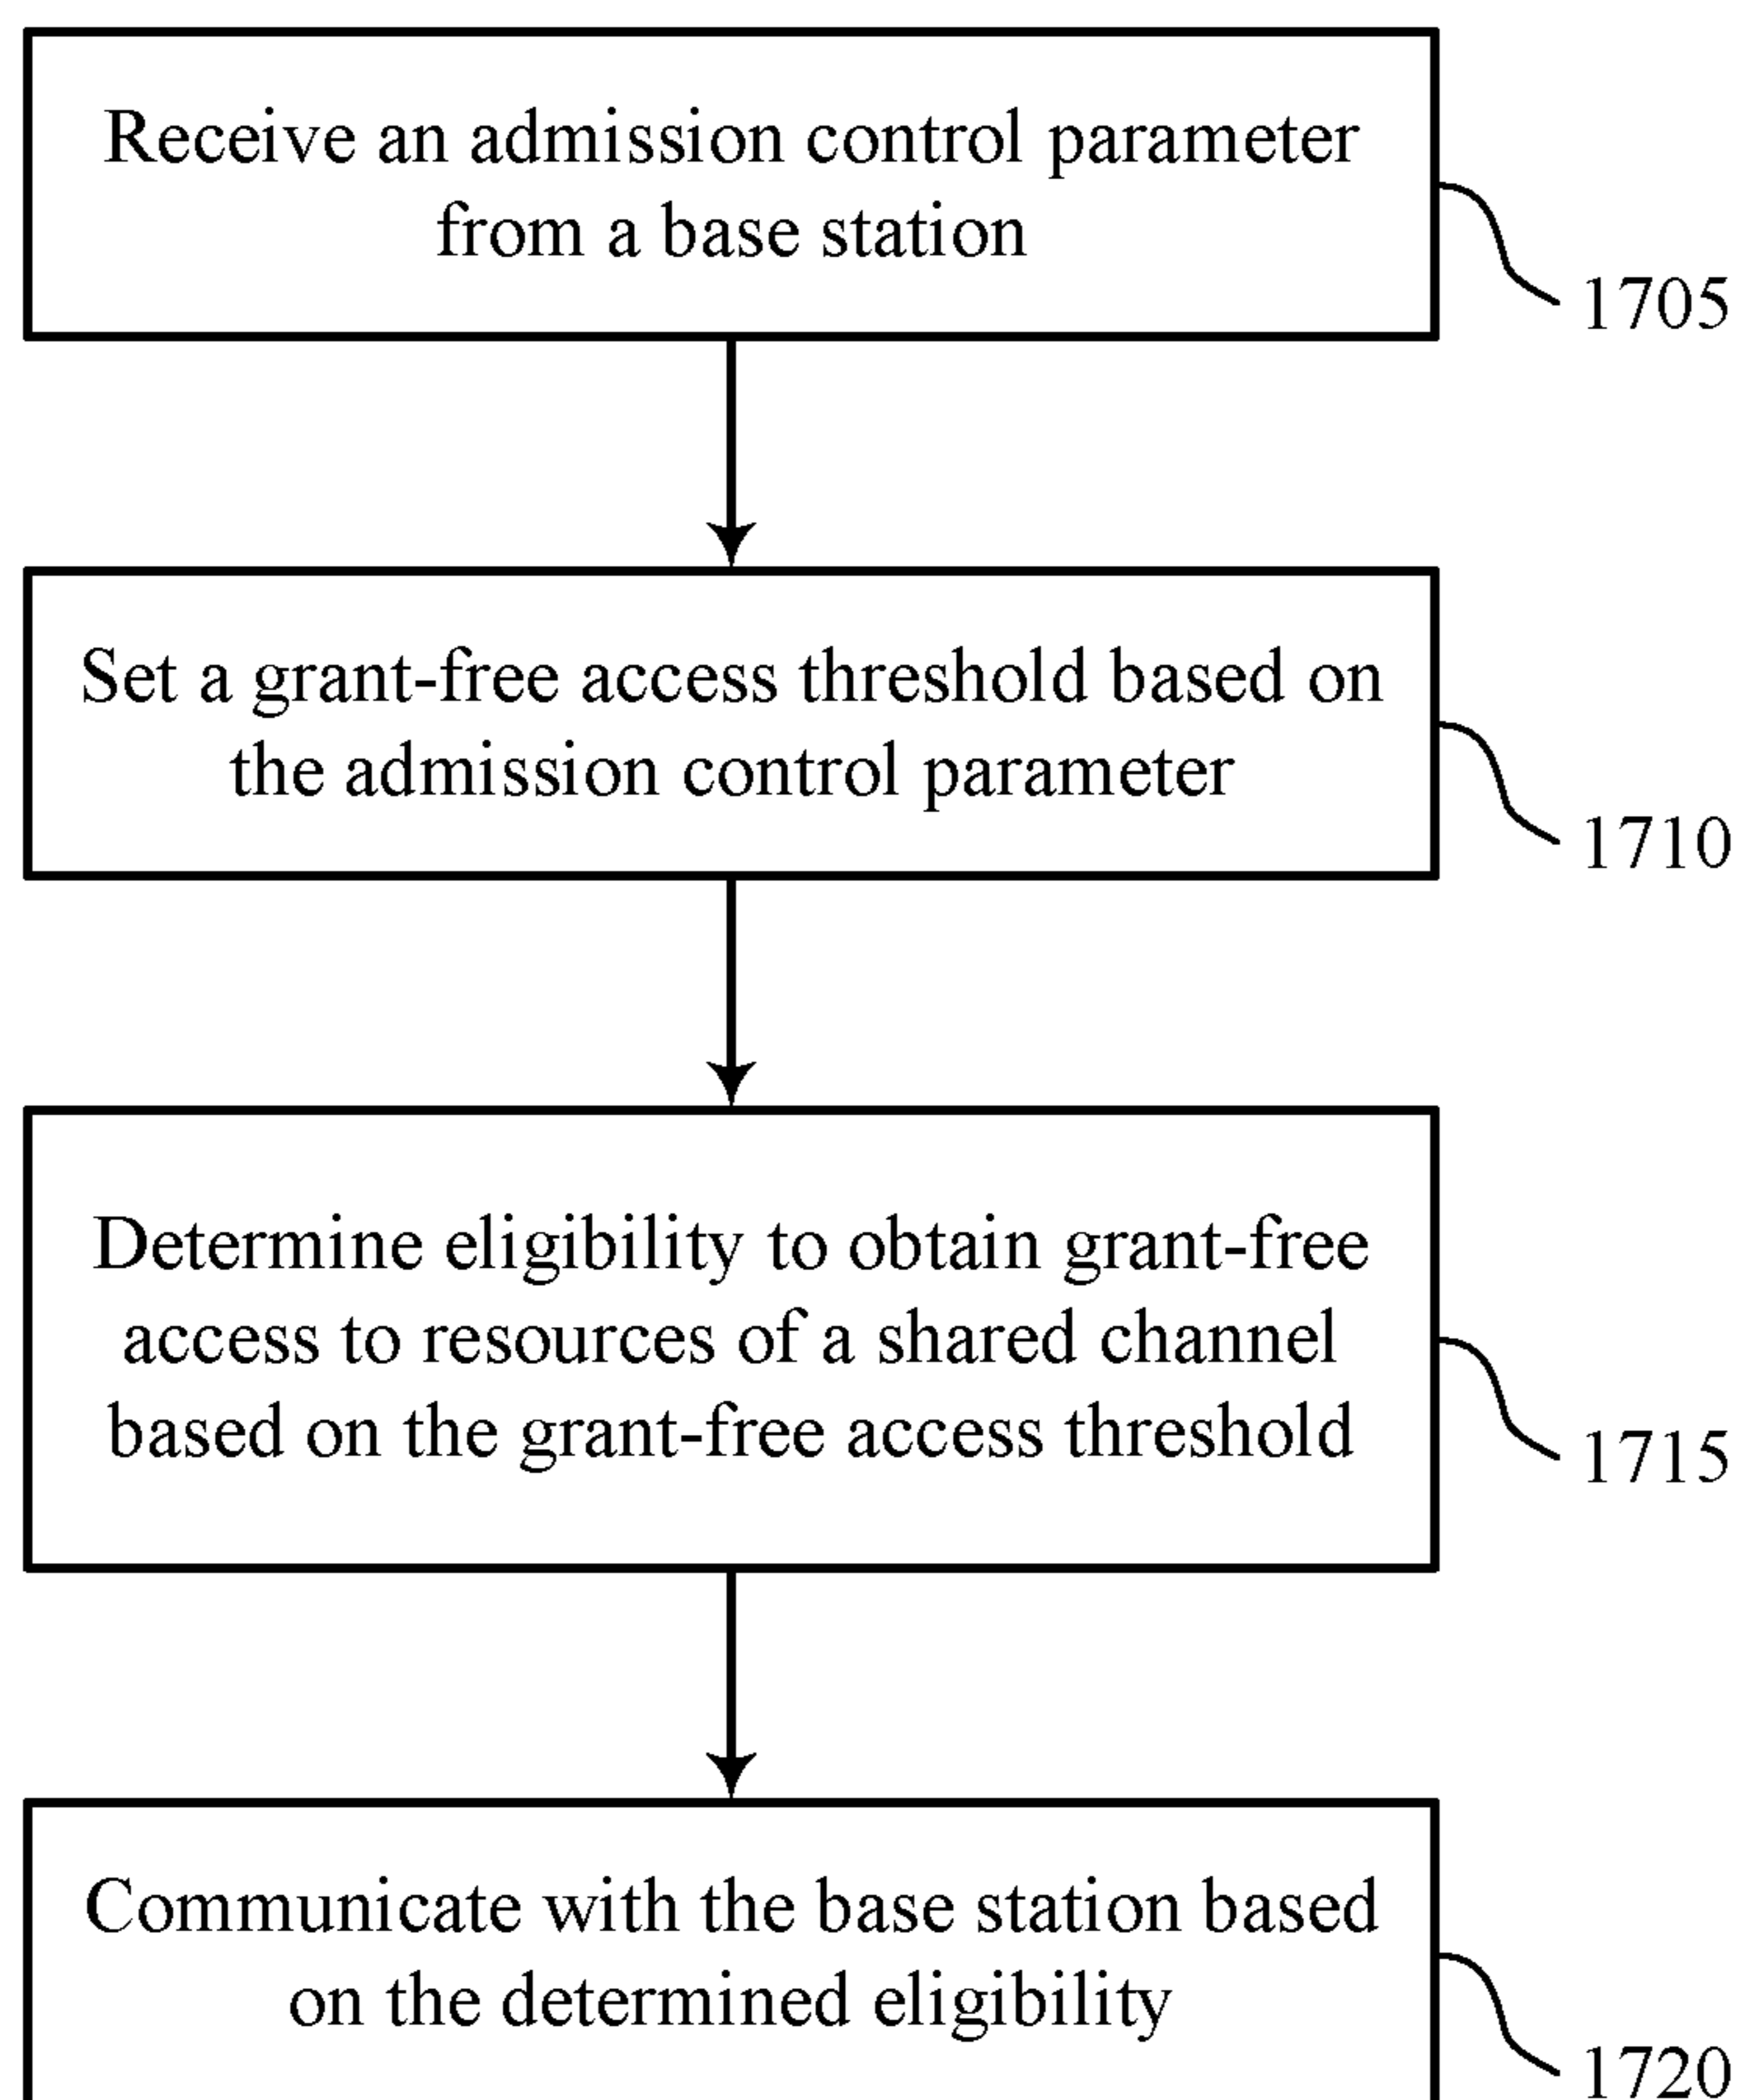 Receive an admission control parameter
from a base station
1705
Set a grant-free access threshold based on
the admission control parameter
1710
Determine eligibility to obtain grant-free
access to resources of a shared channel
based on the grant-free access threshold
1715
Communicate with the base station based
on the determined eligibility
1720